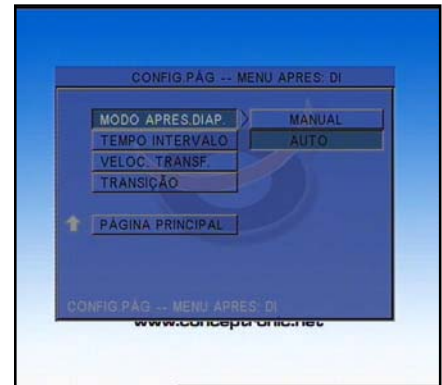 CONFIG.PÁG -- MENU APRES: DI
MODO APRES.DIAP. MANUAL
TEMPO INTERVALO AUTO
VELOC. TRANSF.
TRANSIÇÃO
PÁGINA PRINCIPAL
CONFIG.PÁG -- MENU APRES: DI
www.conceptronic.net